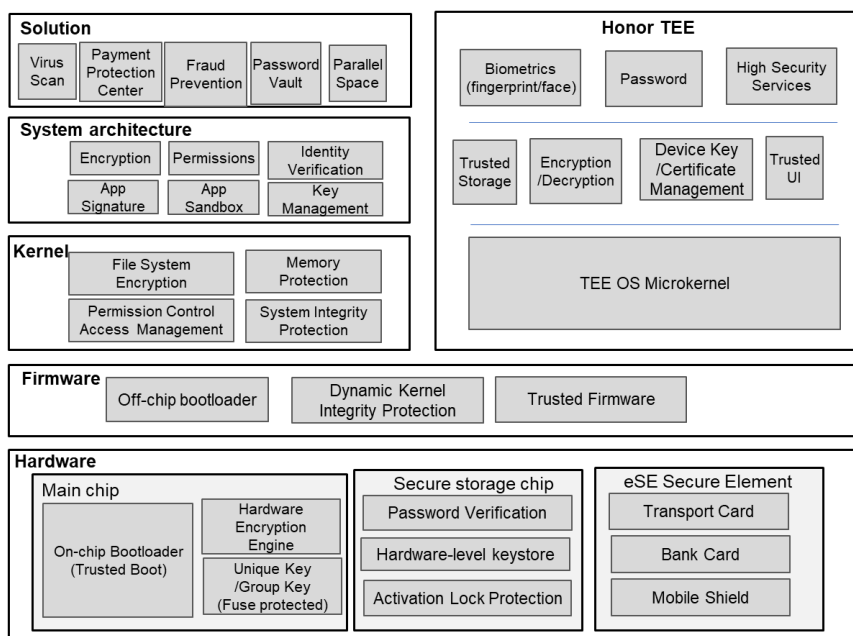 Solution
Virus
Scan
Payment
Protection
Center
Fraud
Prevention
Password
Vault
Parallel
Space
System architecture
Encryption
Permissions
Identity
Verification
App
Signature
App
Sandbox
Key
Management
Kernel
File System
Encryption
Memory
Protection
Permission Control
Access Management
System Integrity
Protection
Honor TEE
Biometrics
(fingerprint/face)
Password
High Security
Services
Trusted
Storage
Encryption
/Decryption
Device Key
/Certificate
Management
Trusted
UI
TEE OS Microkernel
Firmware
Off-chip bootloader
Dynamic Kernel
Integrity Protection
Trusted Firmware
Hardware
Main chip
On-chip Bootloader
(Trusted Boot)
Hardware
Encryption
Engine
Unique Key
/Group Key
(Fuse protected)
Secure storage chip
Password Verification
Hardware-level keystore
Activation Lock Protection
eSE Secure Element
Transport Card
Bank Card
Mobile Shield